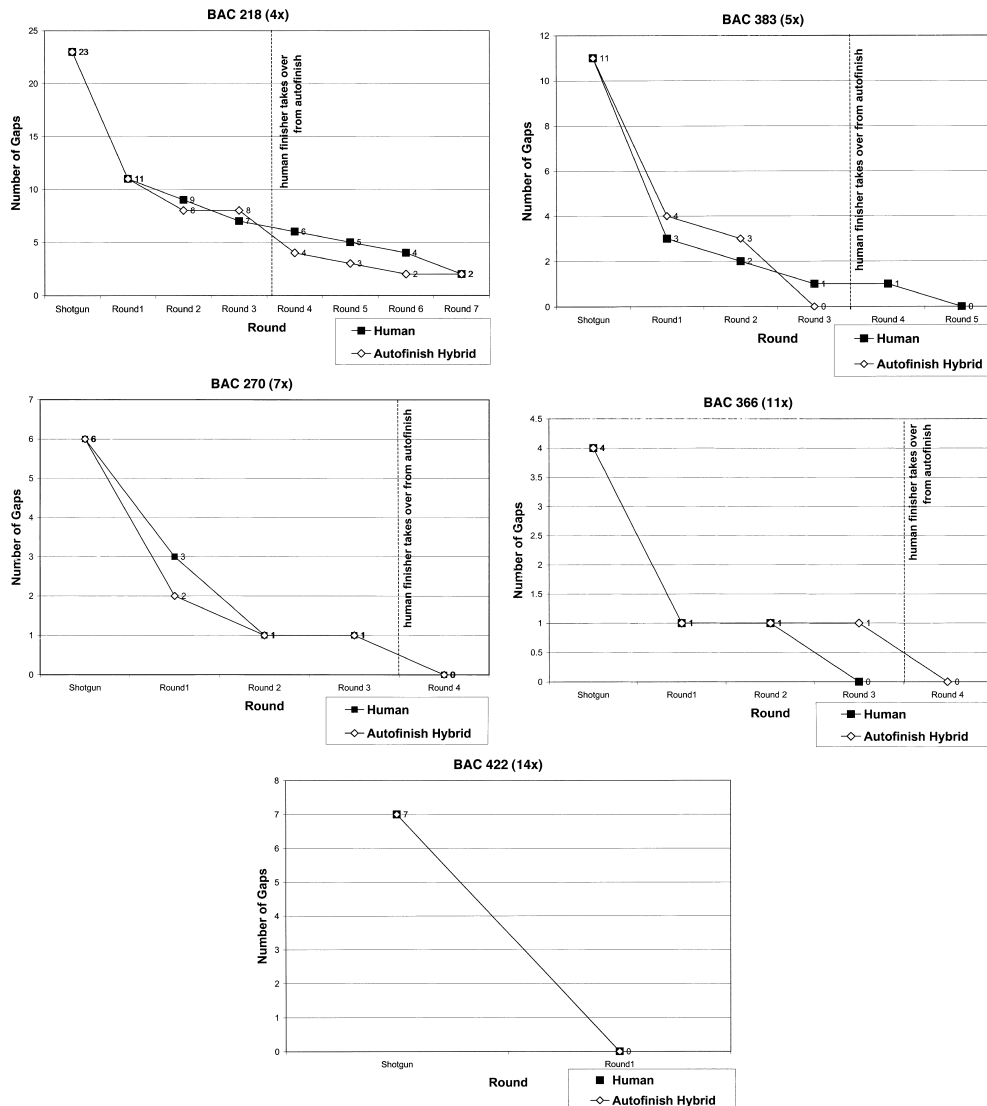 BAC 218 (4x)
Number of Gaps
25
20
15
10
5
0
23
11
9
8
8
7
6
4
5
3
4
2
2
human finisher takes over
from autofinish
Shotgun Round1 Round 2 Round 3 Round 4 Round 5 Round 6 Round 7
Round
Human
Autofinish Hybrid
BAC 383 (5x)
Number of Gaps
12
10
8
6
4
2
0
11
4
3
3
2
1
0
1
0
human finisher takes over from autofinish
Shotgun Round1 Round 2 Round 3 Round 4 Round 5
Round
Human
Autofinish Hybrid
BAC 270 (7x)
Number of Gaps
7
6
5
4
3
2
1
0
6
3
2
1
1
0
human finisher takes over from autofinish
Shotgun Round1 Round 2 Round 3 Round 4
Round
Human
Autofinish Hybrid
BAC 366 (11x)
Number of Gaps
4.5
4
3.5
3
2.5
2
1.5
1
0.5
0
4
1
1
1
0
0
human finisher takes over
from autofinish
Shotgun Round1 Round 2 Round 3 Round 4
Round
Human
Autofinish Hybrid
BAC 422 (14x)
Number of Gaps
8
7
6
5
4
3
2
1
0
7
0
Shotgun Round1
Round
Human
Autofinish Hybrid